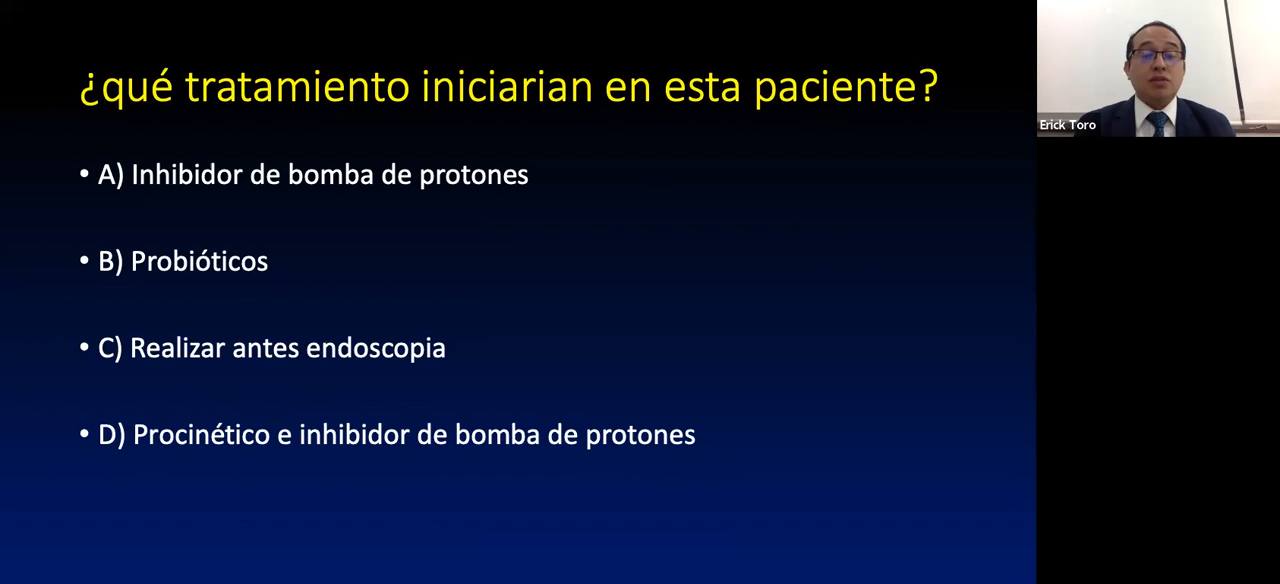 ¿qué tratamiento iniciarian en esta paciente?
• A) Inhibidor de bomba de protones
• B) Probióticos
• C) Realizar antes endoscopia
• D) Procinético e inhibidor de bomba de protones
Erick Toro